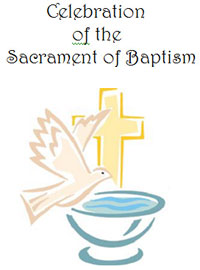 Celebration
of the
Sacrament of Baptism